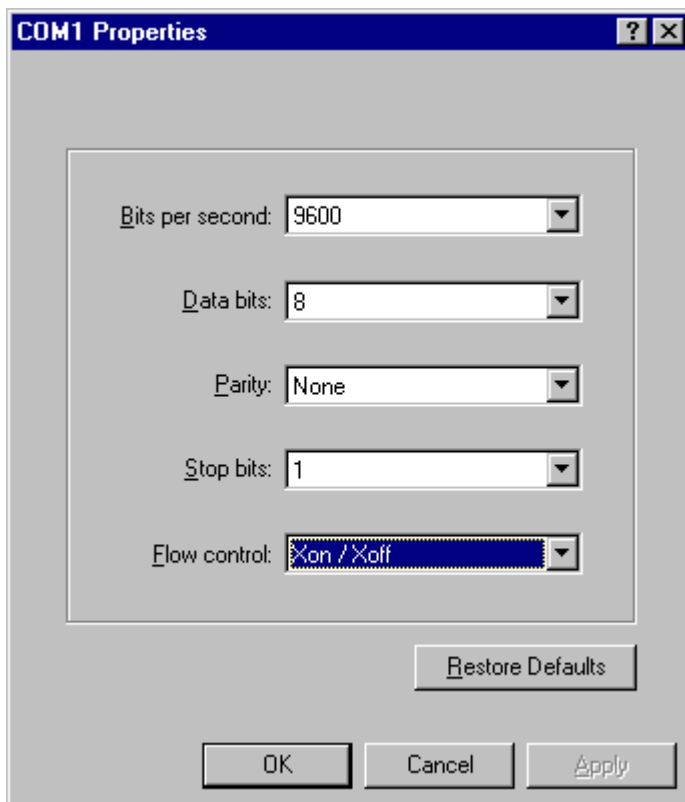 COM1 Properties
Bits per second: 9600
Data bits: 8
Parity: None
Stop bits: 1
Flow control: Xon / Xoff
Restore Defaults
OK Cancel Apply